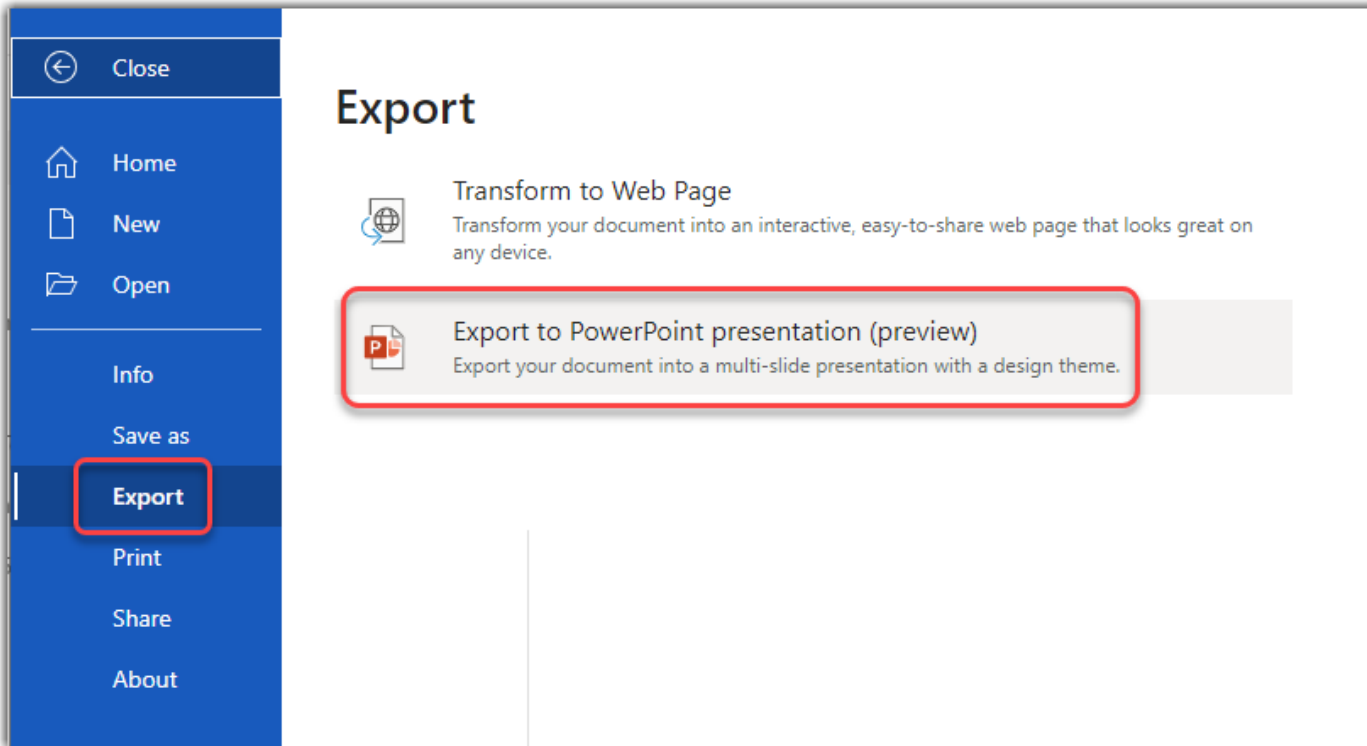 Close
Home
New
Open
Info
Save as
Export
Print
Share
About
Export
Transform to Web Page
Transform your document into an interactive, easy-to-share web page that looks great on
any device.
P
Export to PowerPoint presentation (preview)
Export your document into a multi-slide presentation with a design theme.